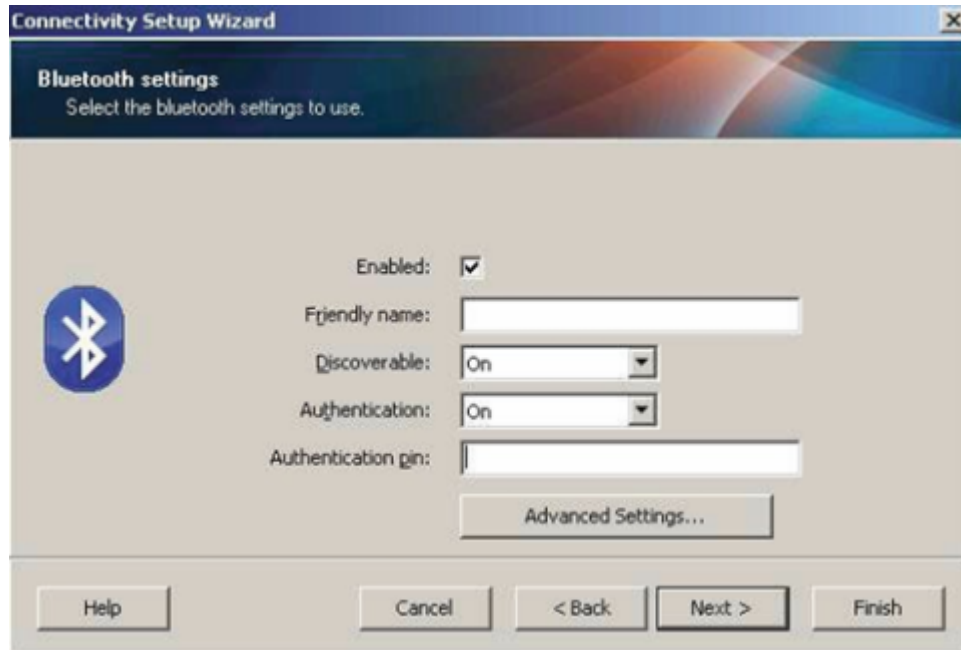 Connectivity Setup Wizard
Bluetooth settings
Select the bluetooth settings to use.
Enabled:
Friendly name:
Discoverable: On
Authentication: On
Authentication pin:
Advanced Settings...
Help Cancel < Back Next > Finish